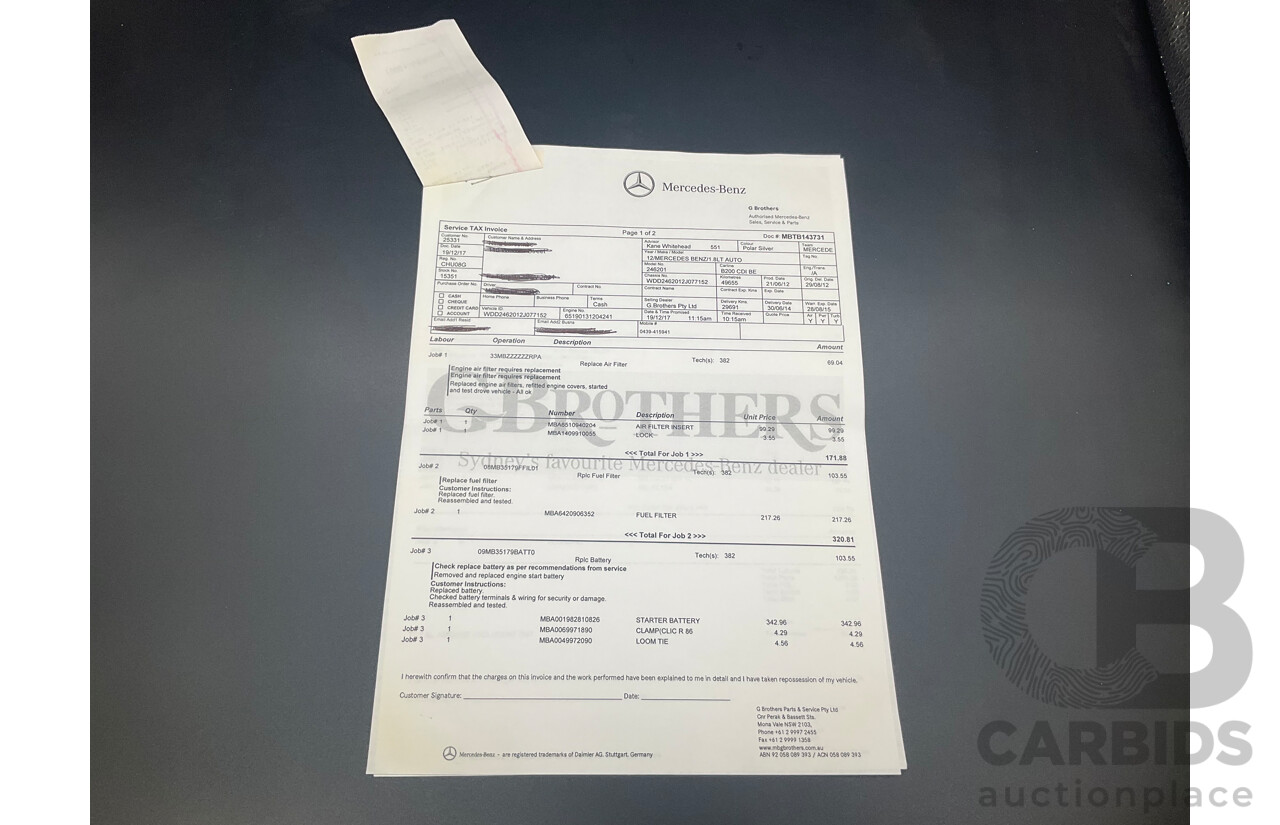 Mercedes-Benz
G Brothers
Authorised Mercedes-Benz
Sales, Service & Parts
Service TAX Invoice Page 1 of 2 Doc # MBTB143731
Customer No. Customer Name & Address Advisor Colour Team
25331 Kane Whitehead 551 Polar Silver MERCEDE
Doc. Date Year / Make / Model Tag No.
19/12/17 12/MERCEDES BENZ/1.8LT AUTO
Reg. No. Model No. Carline Eng./Trans.
CHU08G 246201 B200 CDI BE /A
Stock No. Chassis No. Kilometres Prod. Date Orig. Del. Date
15351 WDD2462012J077152 49655 21/06/12 29/08/12
Purchase Order No. Driver Contract No Contract Name Contract Exp. Kms Exp. Date
CASH Home Phone Business Phone Terms Selling Dealer Delivery Kms. Delivery Date Warr. Exp. Date
CHEQUE Cash G.Brothers Pty Ltd 29691 30/08/14 28/08/15
CREDIT CARD Vehicle ID Engine No. Date & Time Promised Time Received Quote Price
ACCOUNT WDD2462012J077152 65190131204241 19/12/17 11:15am 10:15am Y Y Y
Email Addr1 Resid Email Addr2 Busns Mobile #
0439-415941
Labour Operation Description Amount
Job# 1 33MBZZZZZZRPA Replace Air Filter Tech(s): 382 69.04
Engine air filter requires replacement
Engine air filter requires replacement
Replaced engine air filters, refitted engine covers, started
and test drove vehicle - All ok
GBROTHERS
Parts Qty Number Description Unit Price Amount
Job# 1 1 MBA6510940204 AIR FILTER INSERT 99.29 99.29
Job# 1 1 MBA1409910055 -LOCK- 3.55 3.55
<<< Total For Job 1 >>> 171.88
Sydney's favourite Mercedes-Benz dealer
Job# 2 08MB35179FFIL01 Rplc Fuel Filter Tech(s): 382 103.55
Replace fuel filter
Customer Instructions:
Replaced fuel filter.
Reassembled and tested.
Job# 2 1 MBA6420906352 FUEL FILTER 217.26 217.26
<<< Total For Job 2 >>> 320.81
Job# 3 09MB35179BATT0 Rplc Battery Tech(s): 382 103.55
Check replace battery as per recommendations from service
Removed and replaced engine start battery
Customer Instructions:
Replaced battery.
Checked battery terminals & wiring for security or damage.
Reassembled and tested.
Job# 3 1 MBA001982810826 STARTER BATTERY 342.96 342.96
Job# 3 1 MBA0069971890 CLAMP(CLIC R 86 4.29 4.29
Job# 3 1 MBA0049972090 LOOM TIE 4.56 4.56
I herewith confirm that the charges on this invoice and the work performed have been explained to me in detail and I have taken repossession of my vehicle.
Customer Signature: Date:
G Brothers Parts & Service Pty Ltd
Cnr Perak & Bassett Sts.
Mona Vale NSW 2103,
Phone +61 2 9997 2455
Fax +61 2 9999 1358
www.mbgbrothers.com.au
ABN 92 058 089 393 / ACN 058 089 393
Mercedes-Benz – are registered trademarks of Daimler AG, Stuttgart, Germany
CARBIDS
auctionplace